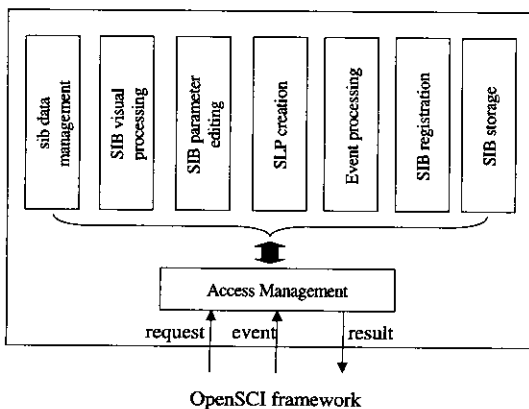 sib data
management
SIB visual
processing
SIB parameter
editing
SLP creation
Event processing
SIB registration
SIB storage
Access Management
request event result
OpenSCI framework